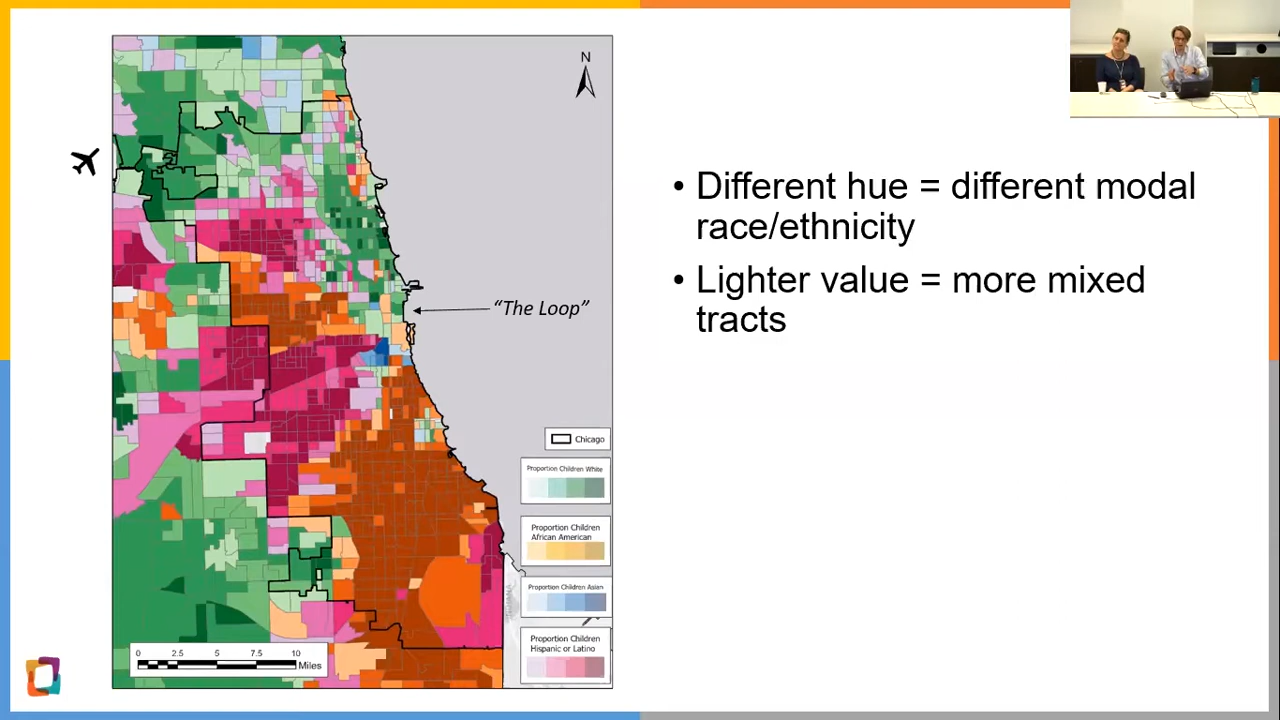 N
“The Loop”
Chicago
Proportion Children White
Proportion Children
African American
Proportion Children Asian
Proportion Children
Hispanic or Latino
0 2.5 5 7.5 10
Miles
• Different hue = different modal
race/ethnicity
• Lighter value = more mixed
tracts